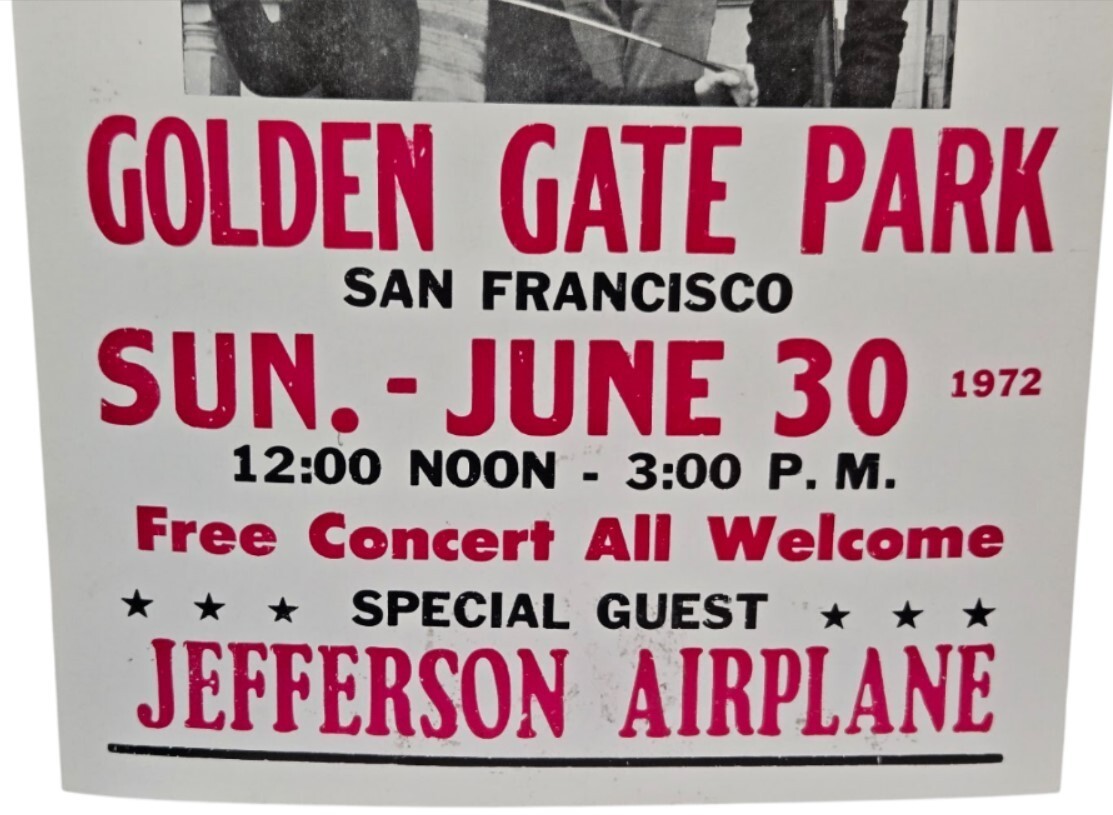 GOLDEN GATE PARK
SAN FRANCISCO
SUN. - JUNE 30 1972
12:00 NOON - 3:00 P. M.
Free Concert All Welcome
★ ★ ★ SPECIAL GUEST ★ ★ ★
JEFFERSON AIRPLANE